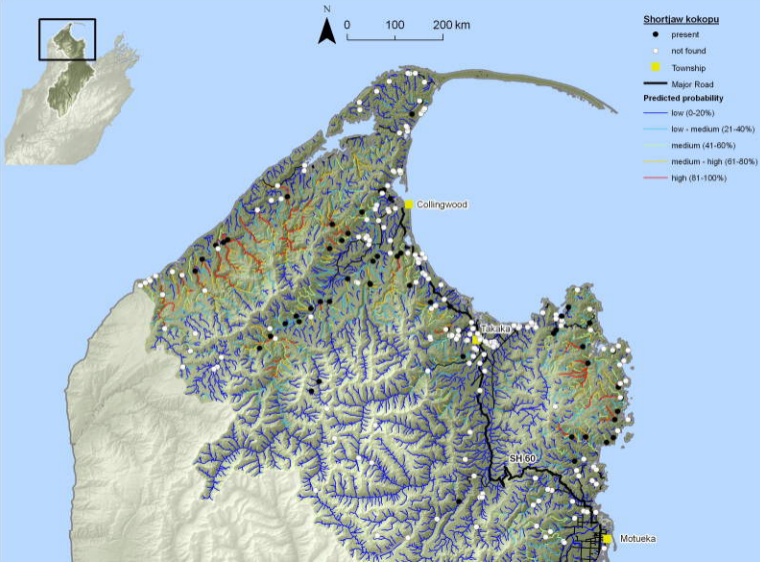 N
0 100 200 km
Shortjaw kokopu
present
not found
Township
Major Road
Predicted probability
low (0-20%)
low - medium (21-40%)
medium (41-60%)
medium - high (61-80%)
high (81-100%)
Collingwood
Takaka
SH 60
Motueka